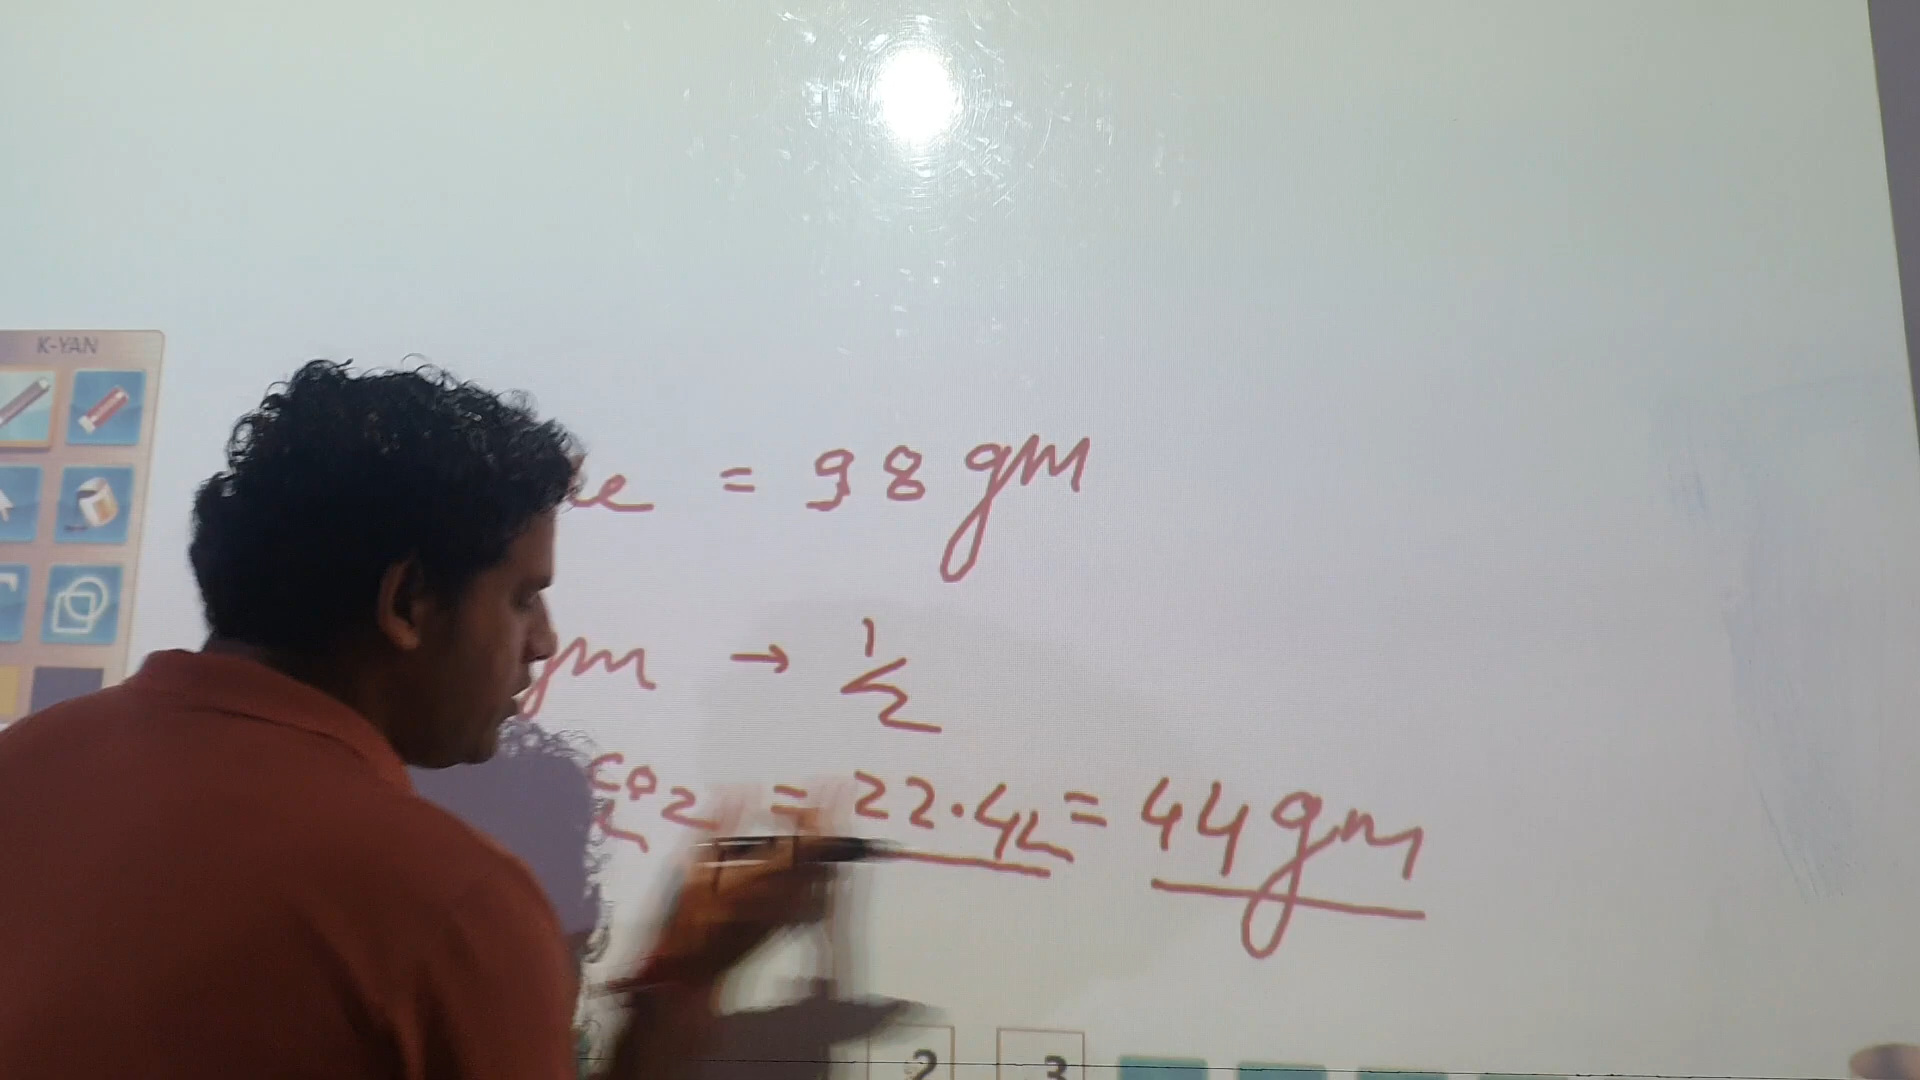 K-YAN
= 98 gm
gm → 1/2
CO2 = 22.4L = 44 gm
2 3